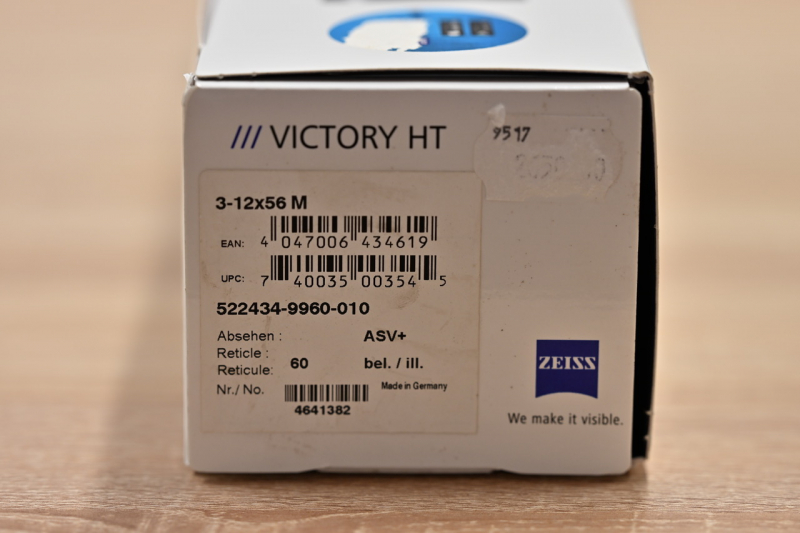 /// VICTORY HT
9517
3-12x56 M
EAN: 4 047006 434619
UPC: 7 40035 00354 5
522434-9960-010
Absehen : ASV+
Reticle :
Reticule: 60 bel. / ill.
Nr./ No. Made in Germany
4641382
ZEISS
We make it visible.